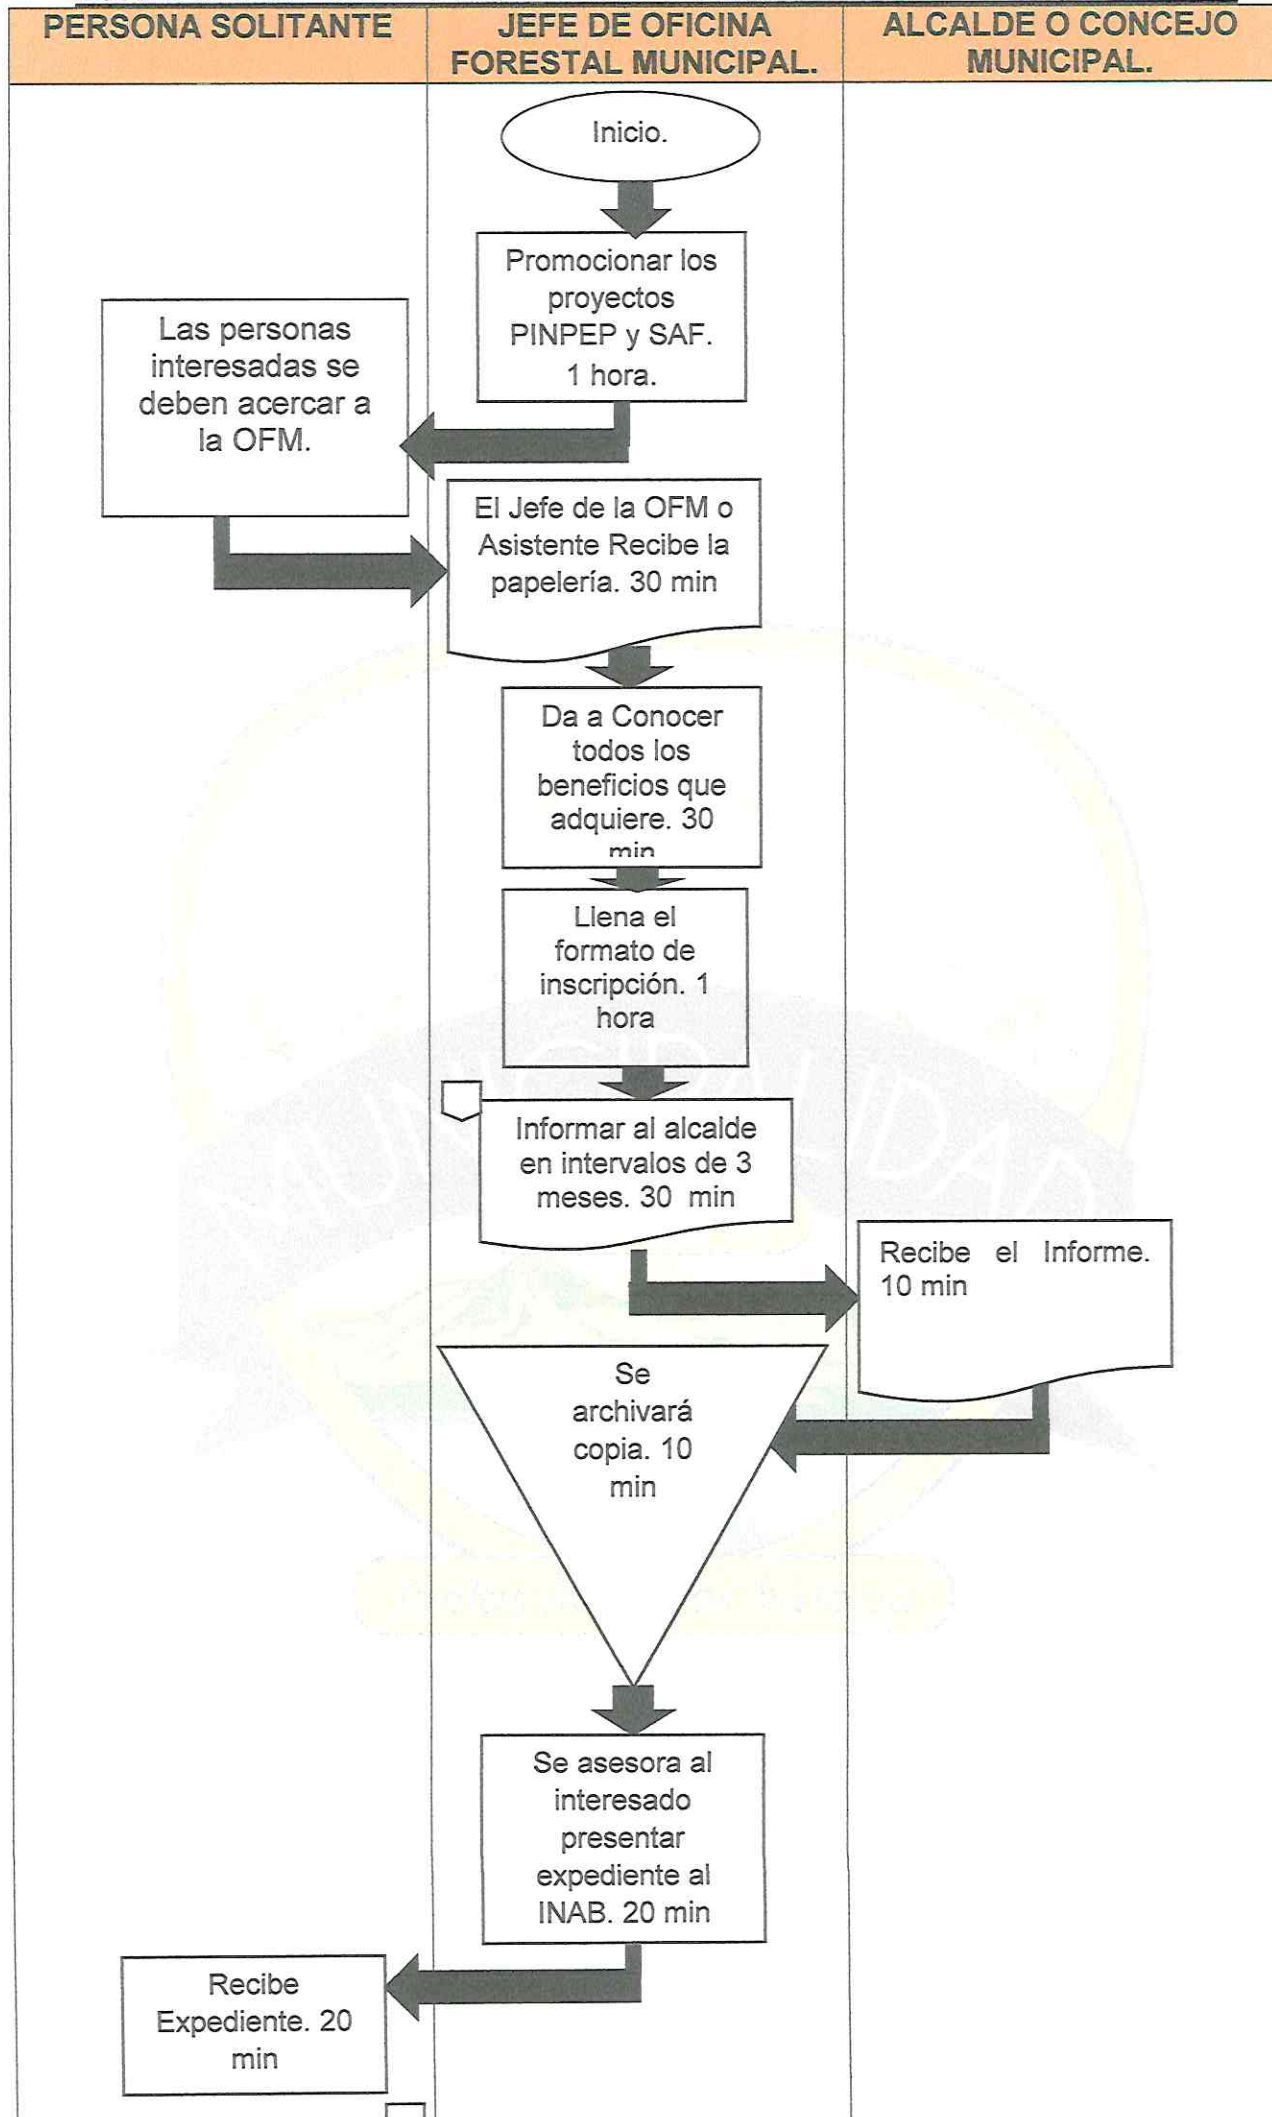 PERSONA SOLITANTE
JEFE DE OFICINA
FORESTAL MUNICIPAL.
ALCALDE O CONCEJO
MUNICIPAL.
Inicio.
Promocionar los
proyectos
PINPEP y SAF.
1 hora.
Las personas
interesadas se
deben acercar a
la OFM.
El Jefe de la OFM o
Asistente Recibe la
papelería. 30 min
Da a Conocer
todos los
beneficios que
adquiere. 30
min
Llena el
formato de
inscripción. 1
hora
Informar al alcalde
en intervalos de 3
meses. 30 min
Recibe el Informe.
10 min
Se
archivará
copia. 10
min
Se asesora al
interesado
presentar
expediente al
INAB. 20 min
Recibe
Expediente. 20
min
MUNICIPALIDAD